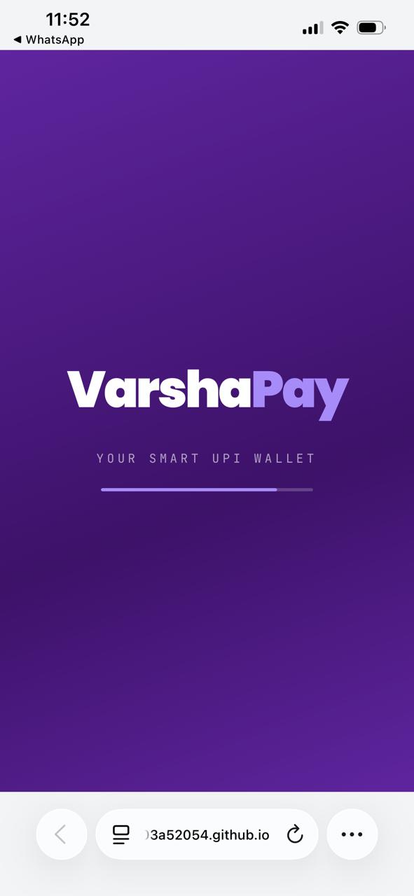 11:52
◀ WhatsApp
VarshaPay
YOUR SMART UPI WALLET
3a52054.github.io